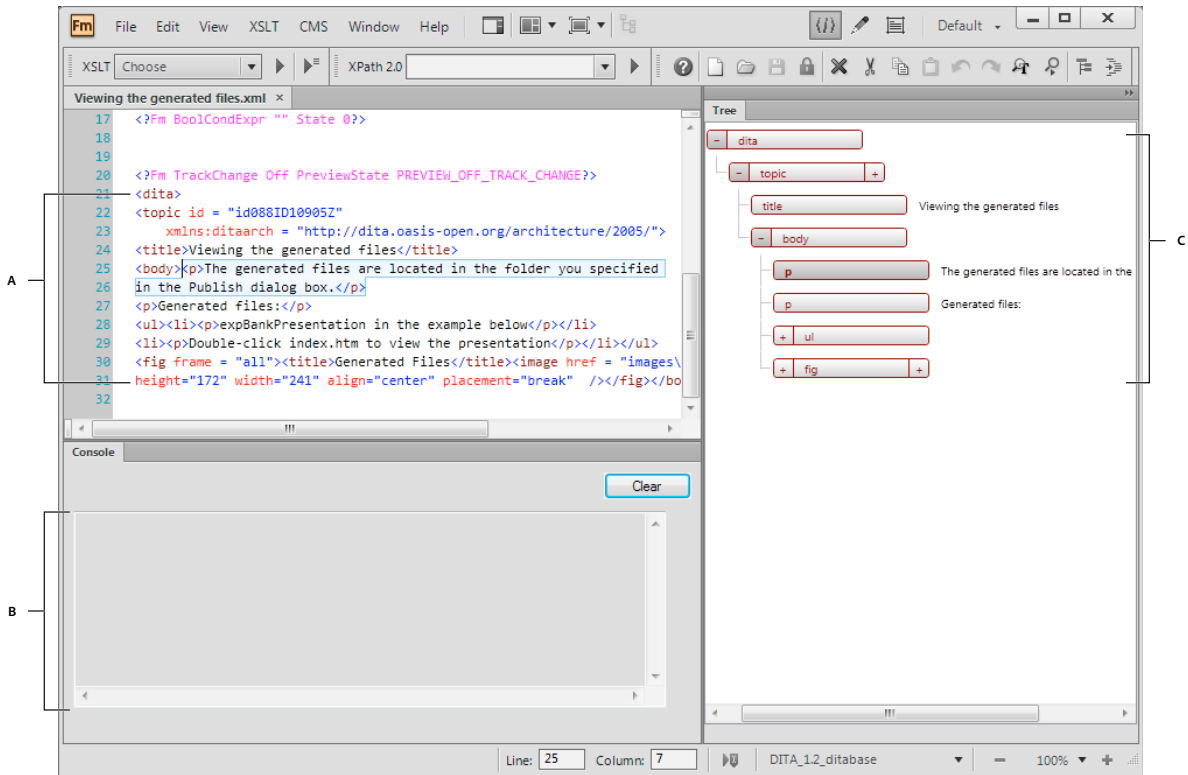 Fm File Edit View XSLT CMS Window Help Default
XSLT Choose XPath 2.0
Viewing the generated files.xml ×
17 <?Fm BoolCondExpr "" State 0?>
18
19
20 <?Fm TrackChange Off PreviewState PREVIEW_OFF_TRACK_CHANGE?>
21 <dita>
22 <topic id = "id088ID10905Z"
23 xmlns:ditaarch = "http://dita.oasis-open.org/architecture/2005/">
24 <title>Viewing the generated files</title>
25 <body><p>The generated files are located in the folder you specified
26 in the Publish dialog box.</p>
27 <p>Generated files:</p>
28 <ul><li><p>expBankPresentation in the example below</p></li>
29 <li><p>Double-click index.htm to view the presentation</p></li></ul>
30 <fig frame = "all"><title>Generated Files</title><image href = "images\
31 height="172" width="241" align="center" placement="break" /></fig></bo
32
A
Console
Clear
B
Tree
dita
topic
title Viewing the generated files
body
p The generated files are located in the
p Generated files:
ul
fig
C
Line: 25 Column: 7 DITA_1.2_ditabase 100%